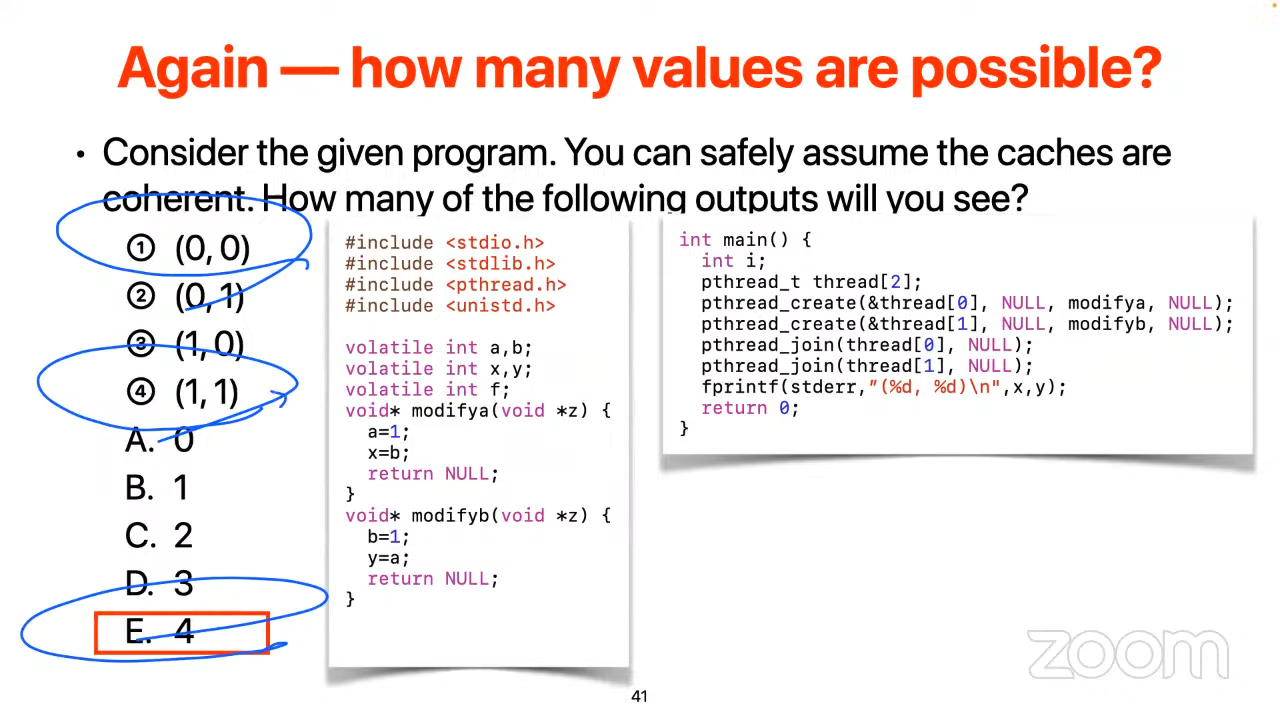 Again — how many values are possible?
• Consider the given program. You can safely assume the caches are
coherent. How many of the following outputs will you see?
① (0, 0)
② (0, 1)
③ (1, 0)
④ (1, 1)
A. 0
B. 1
C. 2
D. 3
E. 4
#include <stdio.h>
#include <stdlib.h>
#include <pthread.h>
#include <unistd.h>
volatile int a,b;
volatile int x,y;
volatile int f;
void* modifya(void *z) {
a=1;
x=b;
return NULL;
}
void* modifyb(void *z) {
b=1;
y=a;
return NULL;
}
int main() {
int i;
pthread_t thread[2];
pthread_create(&thread[0], NULL, modifya, NULL);
pthread_create(&thread[1], NULL, modifyb, NULL);
pthread_join(thread[0], NULL);
pthread_join(thread[1], NULL);
fprintf(stderr,”(%d, %d)\n",x,y);
return 0;
}
zoom
41